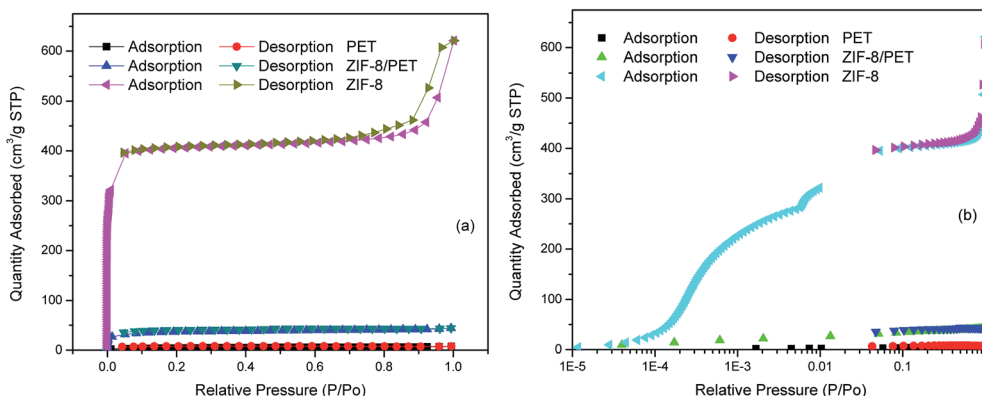 Adsorption Desorption PET
Adsorption Desorption ZIF-8/PET
Adsorption Desorption ZIF-8
Quantity Adsorbed (cm³/g STP)
600
500
400
300
200
100
0
(a)
0.0 0.2 0.4 0.6 0.8 1.0
Relative Pressure (P/Po)
Adsorption Desorption PET
Adsorption Desorption ZIF-8/PET
Adsorption Desorption ZIF-8
Quantity Adsorbed (cm³/g STP)
600
500
400
300
200
100
0
(b)
1E-5 1E-4 1E-3 0.01 0.1
Relative Pressure (P/Po)